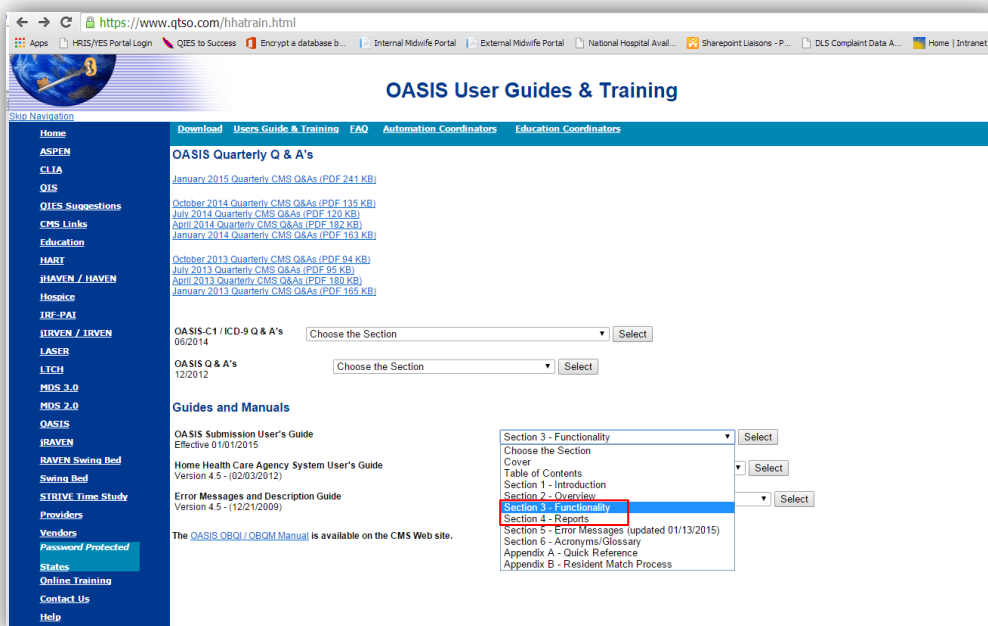 https://www.qtso.com/hhatrain.html
Apps HRIS/YES Portal Login QIES to Success Encrypt a database b... Internal Midwife Portal External Midwife Portal National Hospital Avail... Sharepoint Liaisons - P... DLS Complaint Data A... Home | Intranet
OASIS User Guides & Training
Skip Navigation
Download Users Guide & Training FAQ Automation Coordinators Education Coordinators
Home
ASPEN
CLIA
QIS
QIES Suggestions
CMS Links
Education
HART
jHAVEN / HAVEN
Hospice
IRF-PAI
jIRVEN / IRVEN
LASER
LTCH
MDS 3.0
MDS 2.0
OASIS
jRAVEN
RAVEN Swing Bed
Swing Bed
STRIVE Time Study
Providers
Vendors
Password Protected
States
Online Training
Contact Us
Help
OASIS Quarterly Q & A's
January 2015 Quarterly CMS Q&As (PDF 241 KB)
October 2014 Quarterly CMS Q&As (PDF 135 KB)
July 2014 Quarterly CMS Q&As (PDF 120 KB)
April 2014 Quarterly CMS Q&As (PDF 182 KB)
January 2014 Quarterly CMS Q&As (PDF 163 KB)
October 2013 Quarterly CMS Q&As (PDF 94 KB)
July 2013 Quarterly CMS Q&As (PDF 95 KB)
April 2013 Quarterly CMS Q&As (PDF 180 KB)
January 2013 Quarterly CMS Q&As (PDF 165 KB)
OASIS-C1 / ICD-9 Q & A's Choose the Section Select
06/2014
OASIS Q & A's Choose the Section Select
12/2012
Guides and Manuals
OASIS Submission User's Guide Section 3 - Functionality Select
Effective 01/01/2015
Home Health Care Agency System User's Guide Select
Version 4.5 - (02/03/2012)
Error Messages and Description Guide Select
Version 4.5 - (12/21/2009)
The OASIS OBQI / OBQM Manual is available on the CMS Web site.
Choose the Section
Cover
Table of Contents
Section 1 - Introduction
Section 2 - Overview
Section 3 - Functionality
Section 4 - Reports
Section 5 - Error Messages (updated 01/13/2015)
Section 6 - Acronyms/Glossary
Appendix A - Quick Reference
Appendix B - Resident Match Process